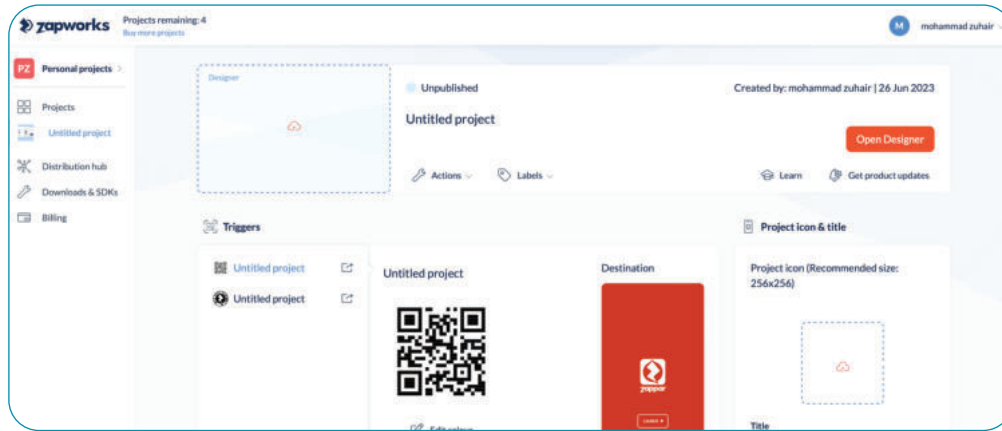 zapworks
Projects remaining: 4
Buy more projects
M
mohammad zuhair
PZ
Personal projects
Projects
Untitled project
Distribution hub
Downloads & SDKs
Billing
Designer
Unpublished
Created by: mohammad zuhair | 26 Jun 2023
Untitled project
Open Designer
Actions
Labels
Learn
Get product updates
Triggers
Project icon & title
Untitled project
Untitled project
Untitled project
Destination
Project icon (Recommended size:
256x256)
zappar
Edit colour
Title